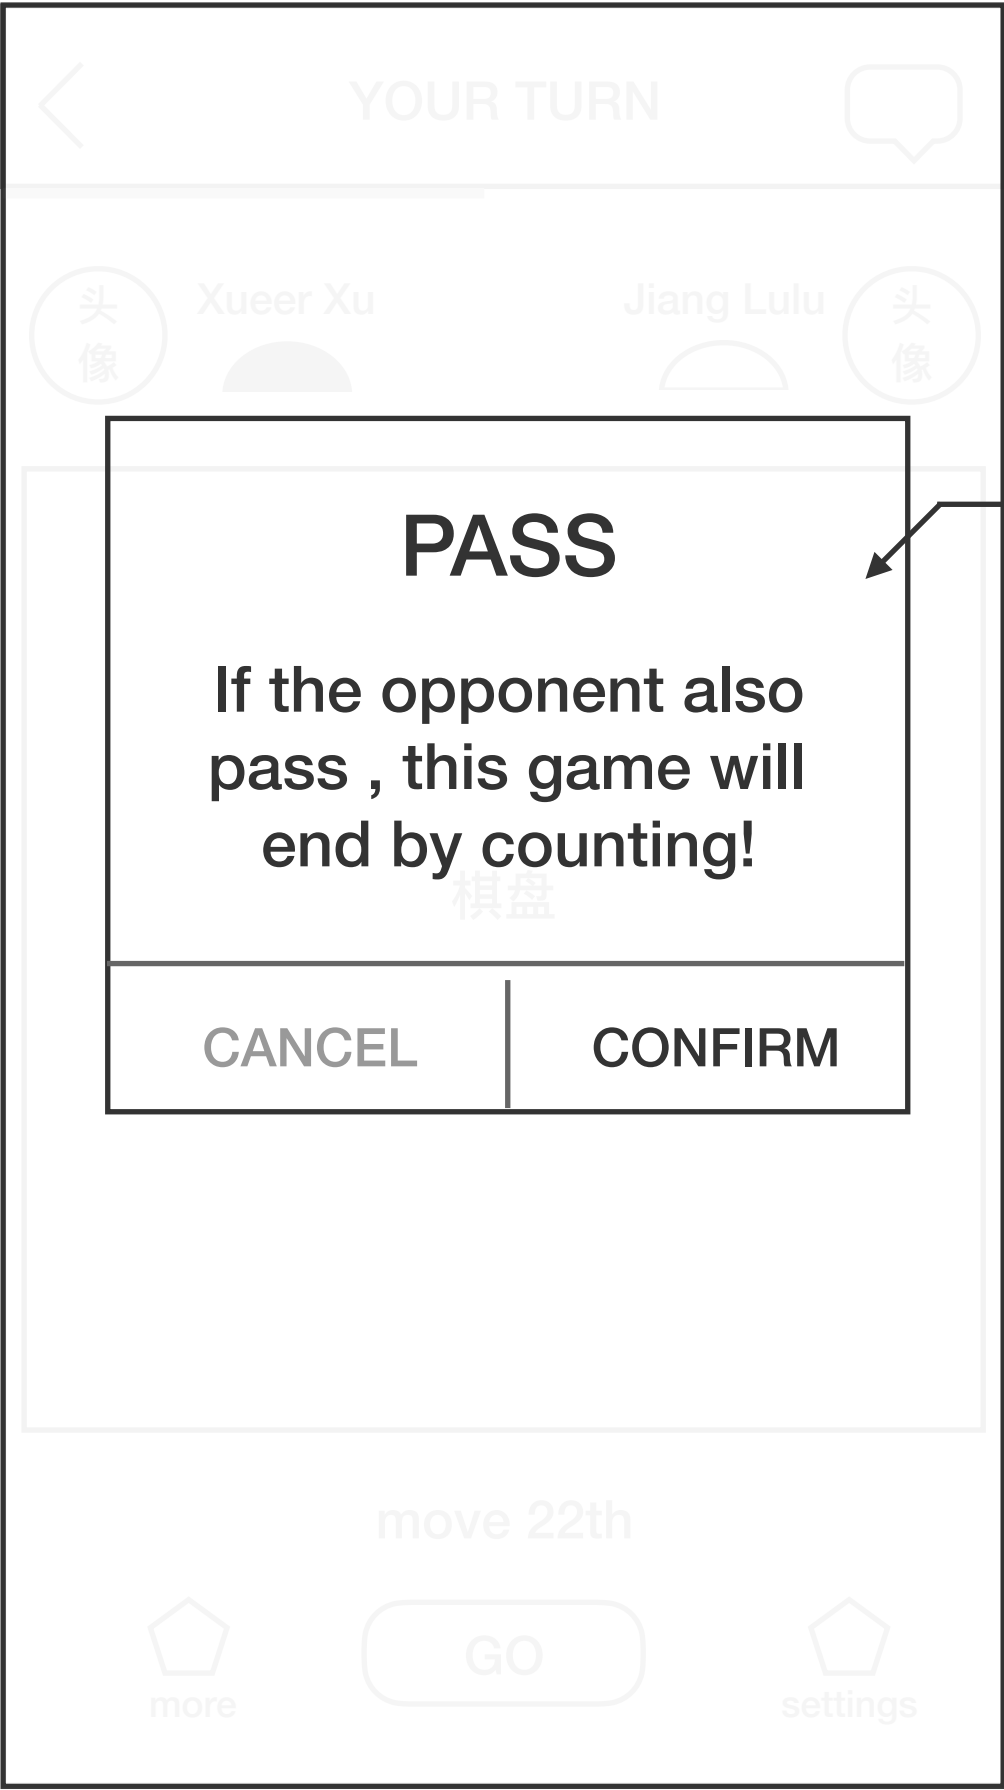 YOUR TURN
头
像
Xueer Xu
Jiang Lulu
头
像
PASS
If the opponent also
pass , this game will
end by counting!
棋盘
CANCEL
CONFIRM
move 22th
GO
more
settings